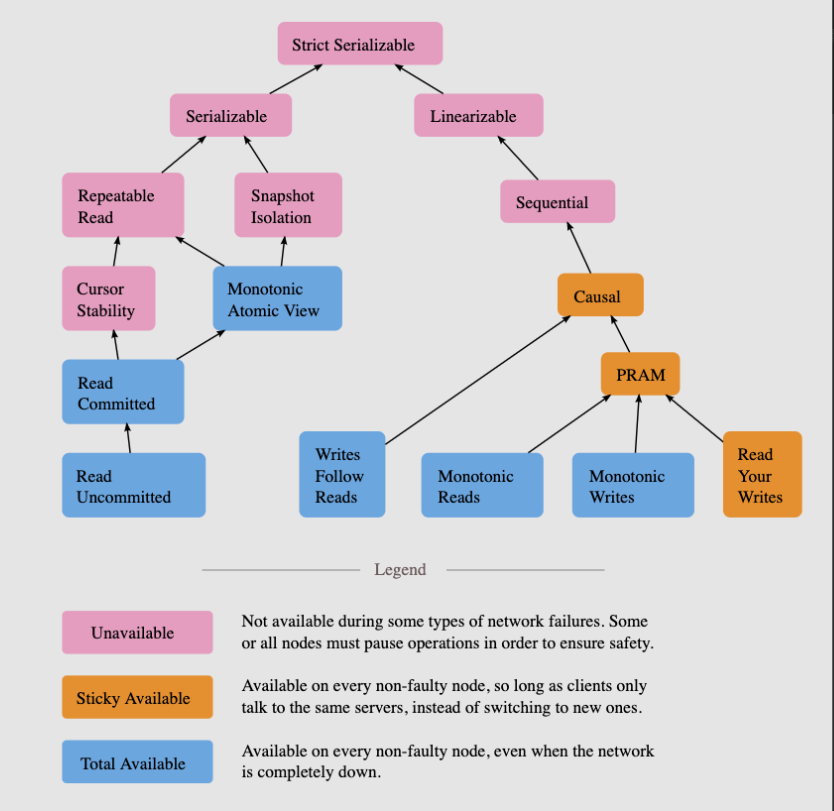 Strict Serializable
Serializable
Linearizable
Repeatable
Read
Snapshot
Isolation
Sequential
Cursor
Stability
Monotonic
Atomic View
Causal
Read
Committed
PRAM
Read
Uncommitted
Writes
Follow
Reads
Monotonic
Reads
Monotonic
Writes
Read
Your
Writes
Legend
Unavailable
Not available during some types of network failures. Some
or all nodes must pause operations in order to ensure safety.
Sticky Available
Available on every non-faulty node, so long as clients only
talk to the same servers, instead of switching to new ones.
Total Available
Available on every non-faulty node, even when the network
is completely down.